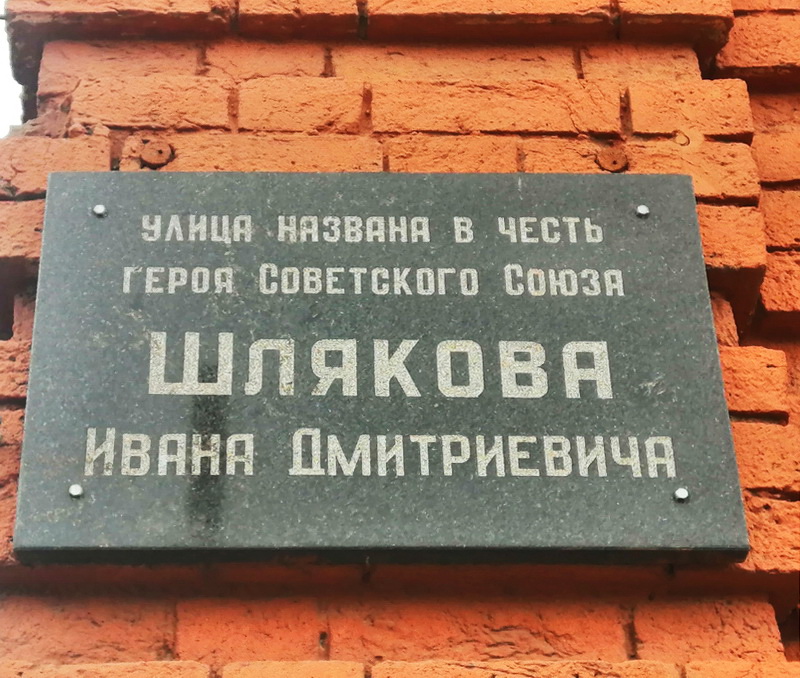 улица названа в честь
героя Советского Союза
Шлякова
Ивана Дмитриевича